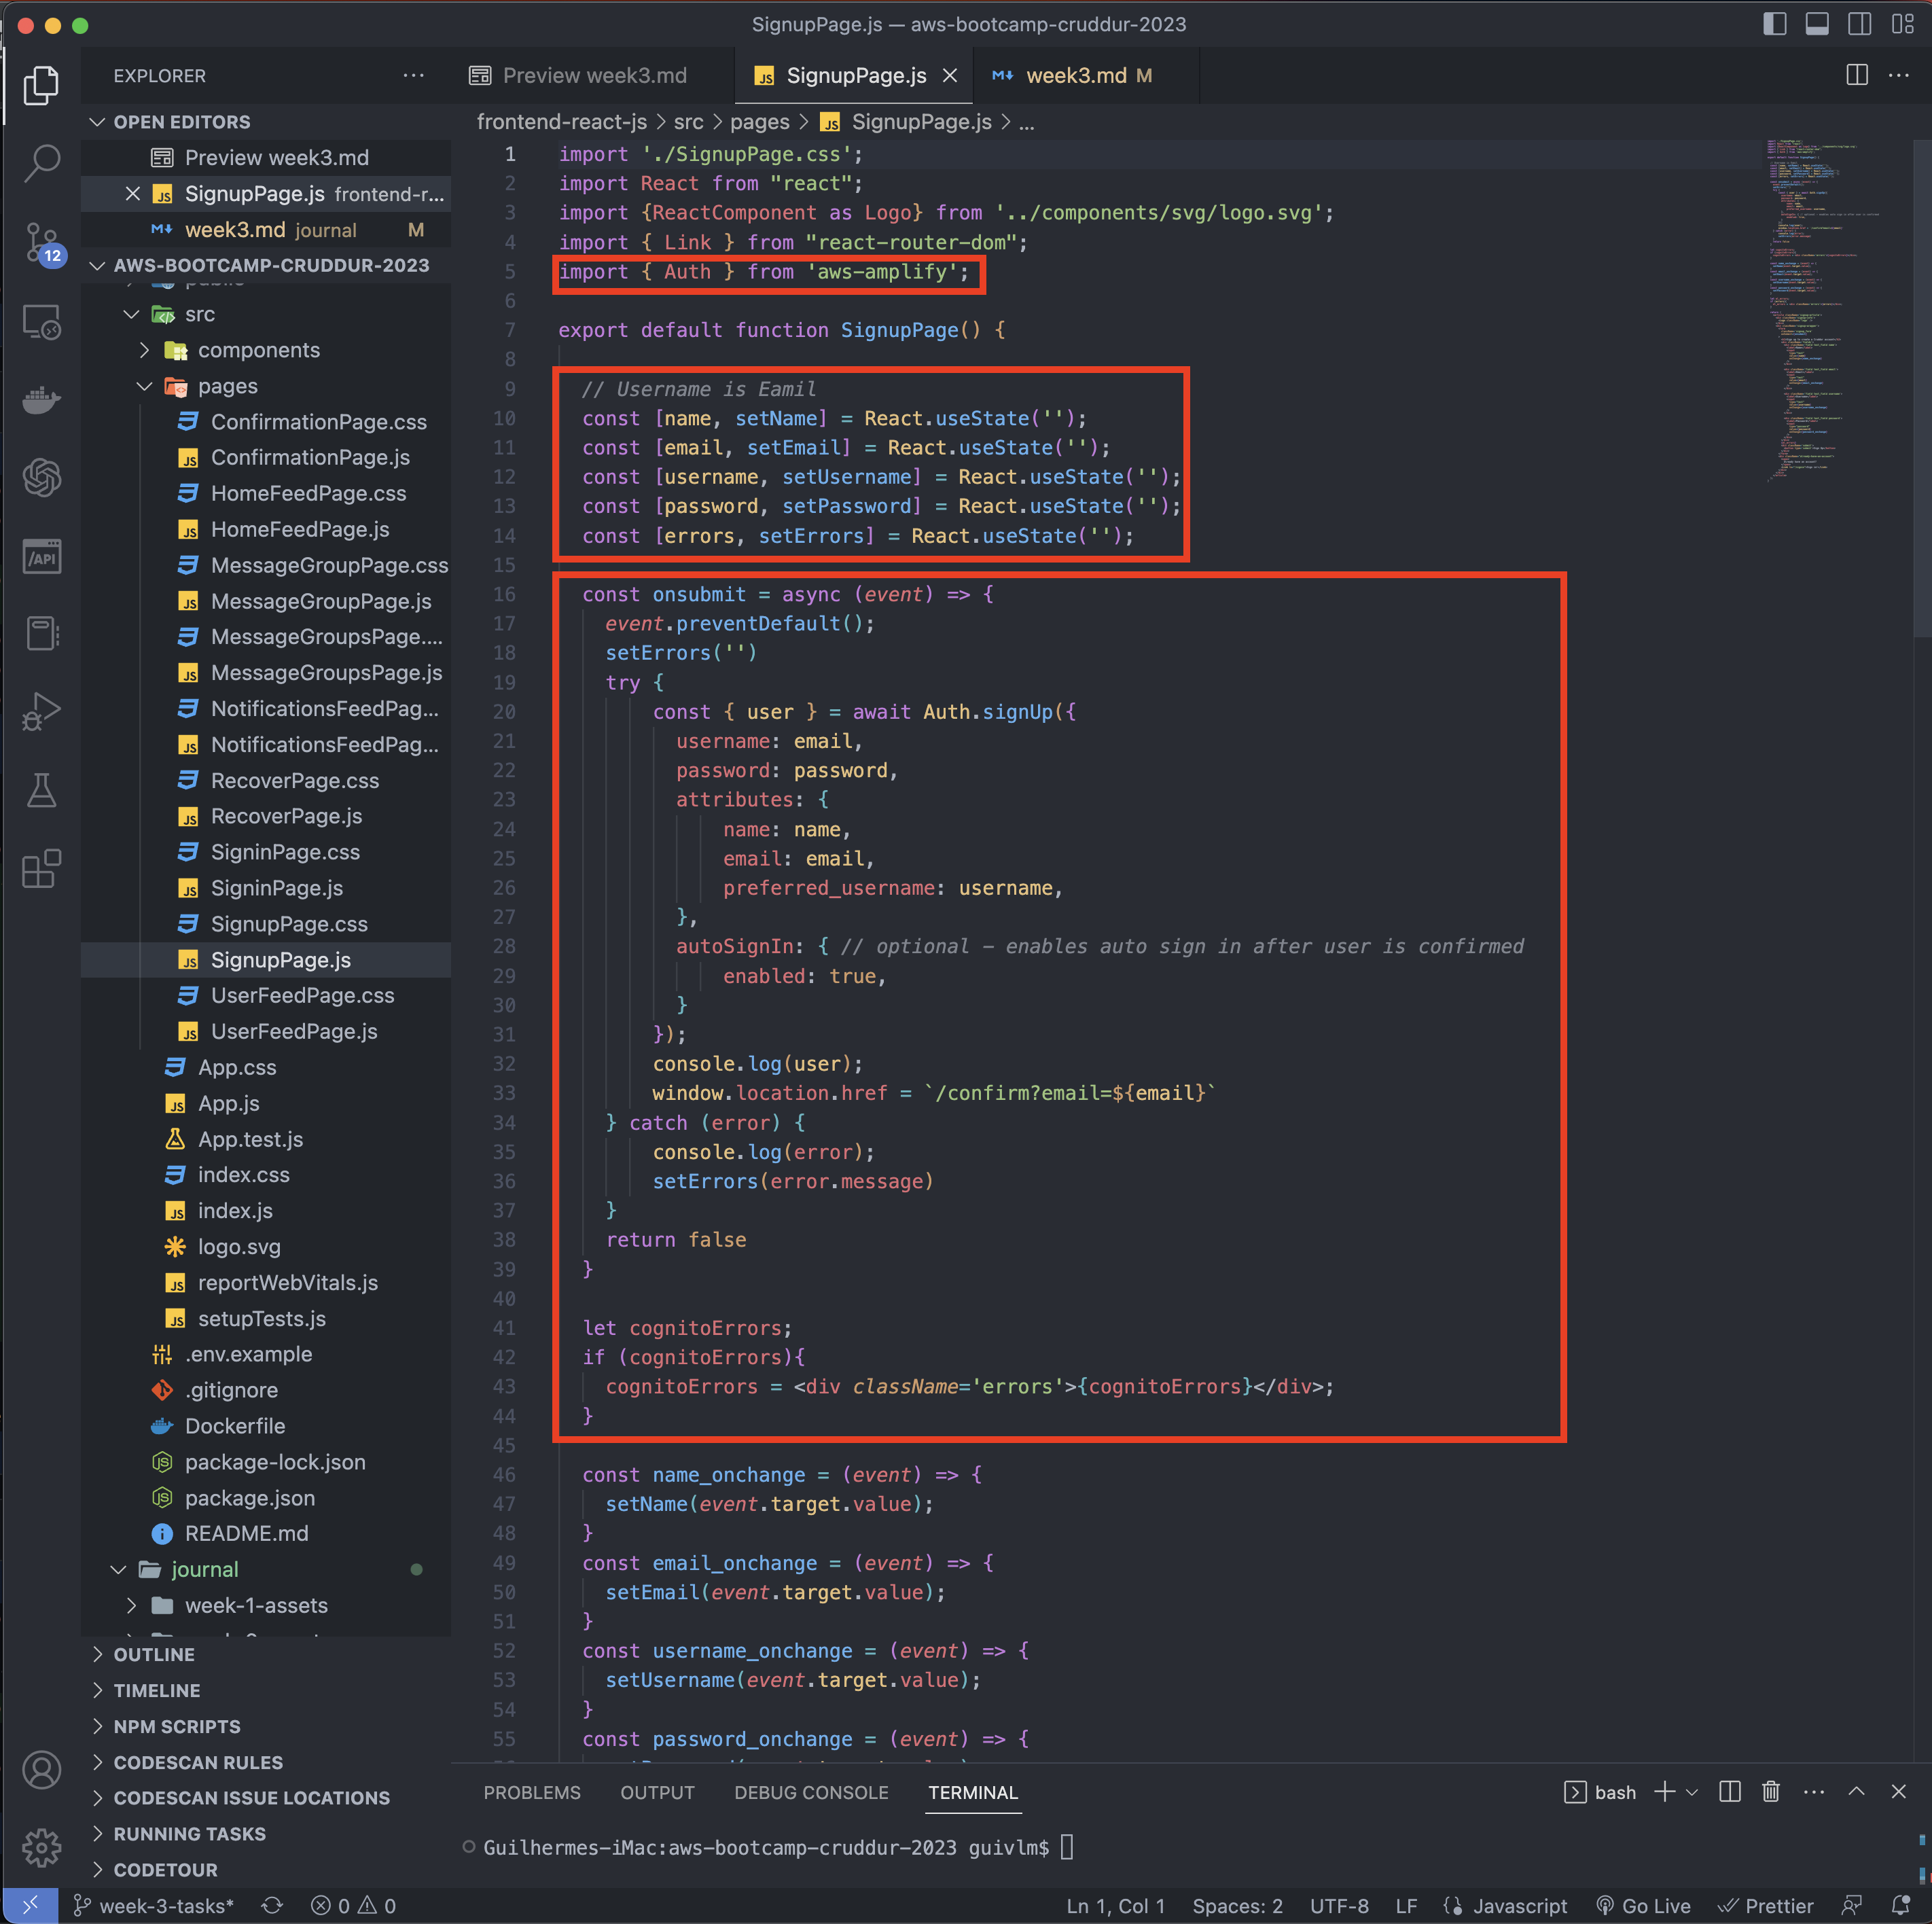 SignupPage.js — aws-bootcamp-cruddur-2023
EXPLORER
Preview week3.md
SignupPage.js
week3.md M
OPEN EDITORS
Preview week3.md
SignupPage.js frontend-r...
week3.md journal M
12
AWS-BOOTCAMP-CRUDDUR-2023
public
src
components
pages
ConfirmationPage.css
ConfirmationPage.js
HomeFeedPage.css
HomeFeedPage.js
MessageGroupPage.css
MessageGroupPage.js
MessageGroupsPage....
MessageGroupsPage.js
NotificationsFeedPag...
NotificationsFeedPag...
RecoverPage.css
RecoverPage.js
SigninPage.css
SigninPage.js
SignupPage.css
SignupPage.js
UserFeedPage.css
UserFeedPage.js
App.css
App.js
App.test.js
index.css
index.js
logo.svg
reportWebVitals.js
setupTests.js
.env.example
.gitignore
Dockerfile
package-lock.json
package.json
README.md
journal
week-1-assets
OUTLINE
TIMELINE
NPM SCRIPTS
CODESCAN RULES
CODESCAN ISSUE LOCATIONS
RUNNING TASKS
CODETOUR
/API
frontend-react-js > src > pages > JS SignupPage.js > ...
1 import './SignupPage.css';
2 import React from "react";
3 import {ReactComponent as Logo} from '../components/svg/logo.svg';
4 import { Link } from "react-router-dom";
5 import { Auth } from 'aws-amplify';
6
7 export default function SignupPage() {
8
9 // Username is Eamil
10 const [name, setName] = React.useState('');
11 const [email, setEmail] = React.useState('');
12 const [username, setUsername] = React.useState('');
13 const [password, setPassword] = React.useState('');
14 const [errors, setErrors] = React.useState('');
15
16 const onsubmit = async (event) => {
17 event.preventDefault();
18 setErrors('')
19 try {
20 const { user } = await Auth.signUp({
21 username: email,
22 password: password,
23 attributes: {
24 name: name,
25 email: email,
26 preferred_username: username,
27 },
28 autoSignIn: { // optional - enables auto sign in after user is confirmed
29 enabled: true,
30 }
31 });
32 console.log(user);
33 window.location.href = `/confirm?email=${email}`
34 } catch (error) {
35 console.log(error);
36 setErrors(error.message)
37 }
38 return false
39 }
40
41 let cognitoErrors;
42 if (cognitoErrors){
43 cognitoErrors = <div className='errors'>{cognitoErrors}</div>;
44 }
45
46 const name_onchange = (event) => {
47 setName(event.target.value);
48 }
49 const email_onchange = (event) => {
50 setEmail(event.target.value);
51 }
52 const username_onchange = (event) => {
53 setUsername(event.target.value);
54 }
55 const password_onchange = (event) => {
PROBLEMS OUTPUT DEBUG CONSOLE TERMINAL
bash
Guilhermes-iMac:aws-bootcamp-cruddur-2023 guivlm$
week-3-tasks* 0 0 Ln 1, Col 1 Spaces: 2 UTF-8 LF Javascript Go Live Prettier